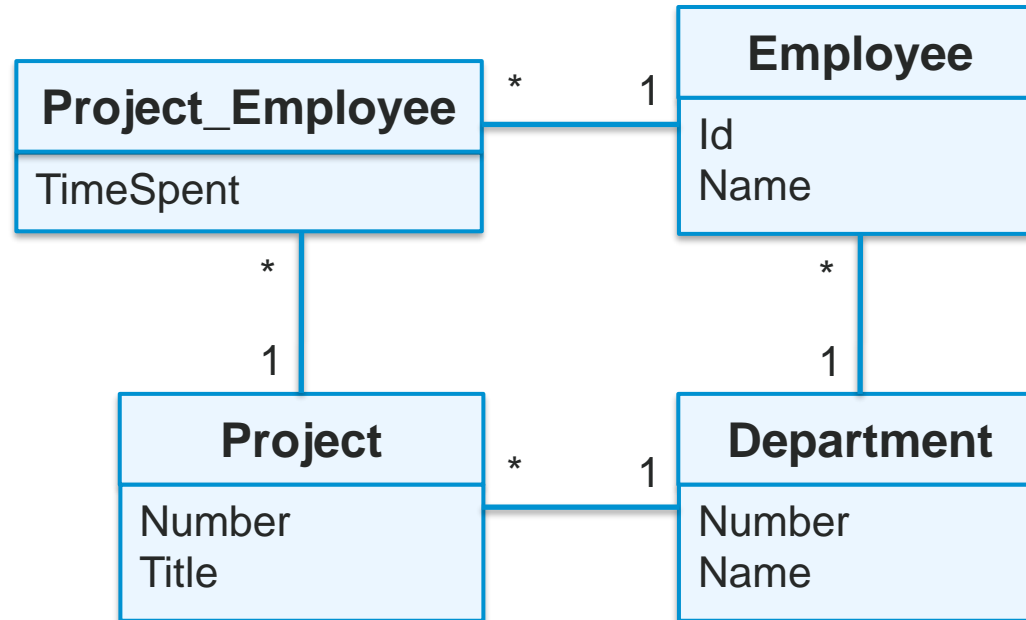 Employee
Project_Employee
* 1
Id
Name
TimeSpent
* *
1 1
Project
Department
* 1
Number
Title
Number
Name